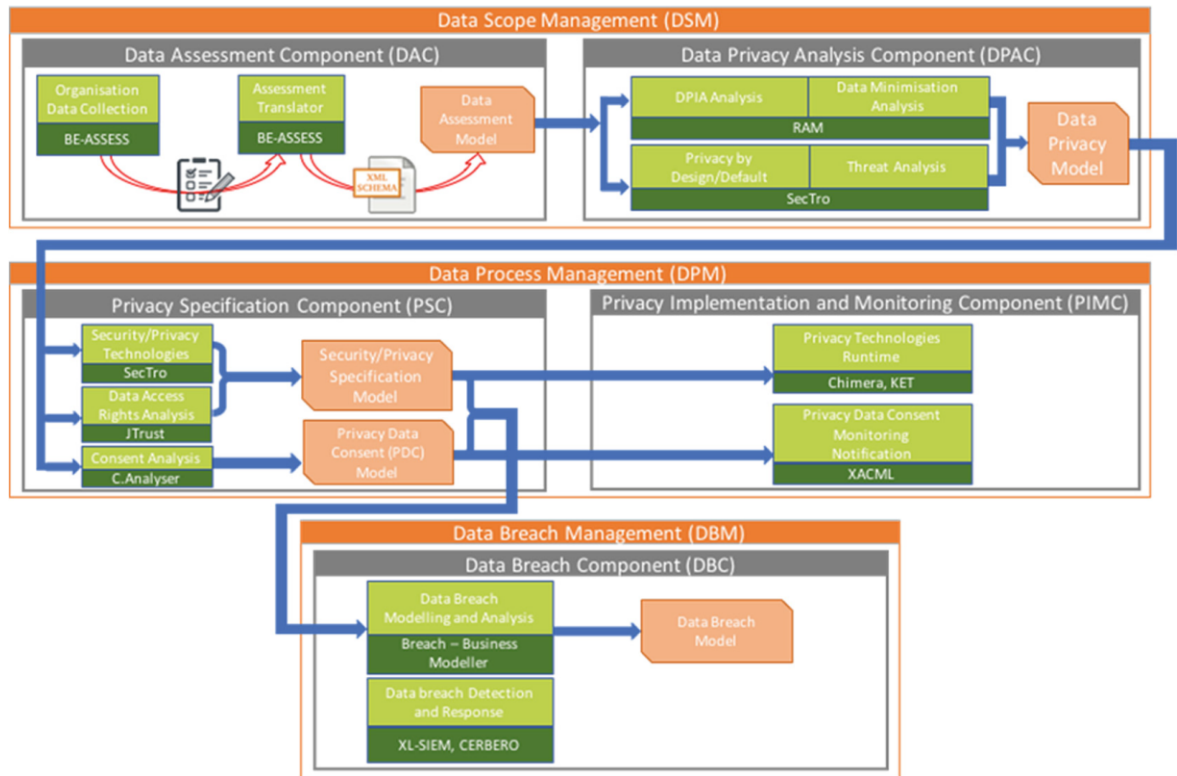 Data Scope Management (DSM)
Data Assessment Component (DAC)
Organisation
Data Collection
BE-ASSESS
Assessment
Translator
BE-ASSESS
XML
SCHEMA
Data
Assessment
Model
Data Privacy Analysis Component (DPAC)
DPIA Analysis
Data Minimisation
Analysis
RAM
Privacy by
Design/Default
Threat Analysis
SecTro
Data
Privacy
Model
Data Process Management (DPM)
Privacy Specification Component (PSC)
Security/Privacy
Technologies
SecTro
Data Access
Rights Analysis
JTrust
Consent Analysis
C.Analyser
Security/Privacy
Specification
Model
Privacy Data
Consent (PDC)
Model
Privacy Implementation and Monitoring Component (PIMC)
Privacy Technologies
Runtime
Chimera, KET
Privacy Data Consent
Monitoring
Notification
XACML
Data Breach Management (DBM)
Data Breach Component (DBC)
Data Breach
Modelling and Analysis
Breach – Business
Modeller
Data Breach
Model
Data breach Detection
and Response
XL-SIEM, CERBERO